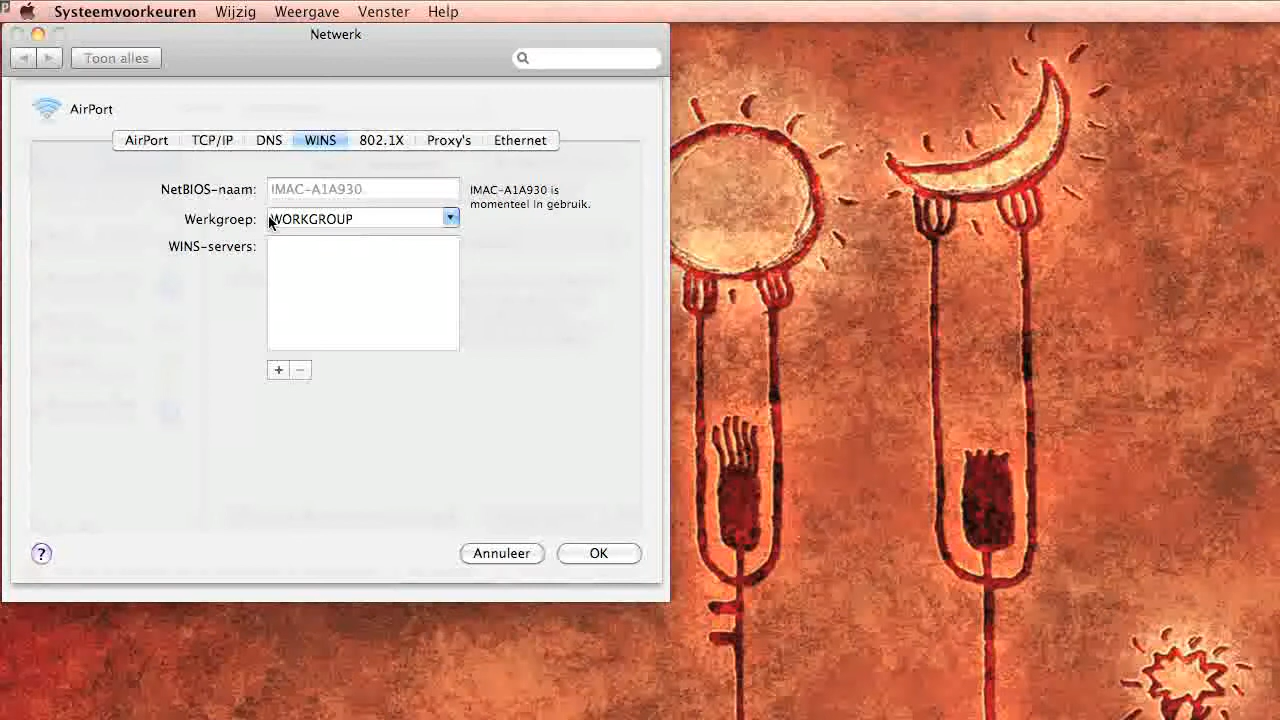 Systeemvoorkeuren Wijzig Weergave Venster Help
Netwerk
Toon alles
AirPort
AirPort TCP/IP DNS WINS 802.1X Proxy's Ethernet
NetBIOS-naam: IMAC-A1A930
IMAC-A1A930 is
momenteel in gebruik.
Werkgroep: WORKGROUP
WINS-servers:
+ −
? Annuleer OK